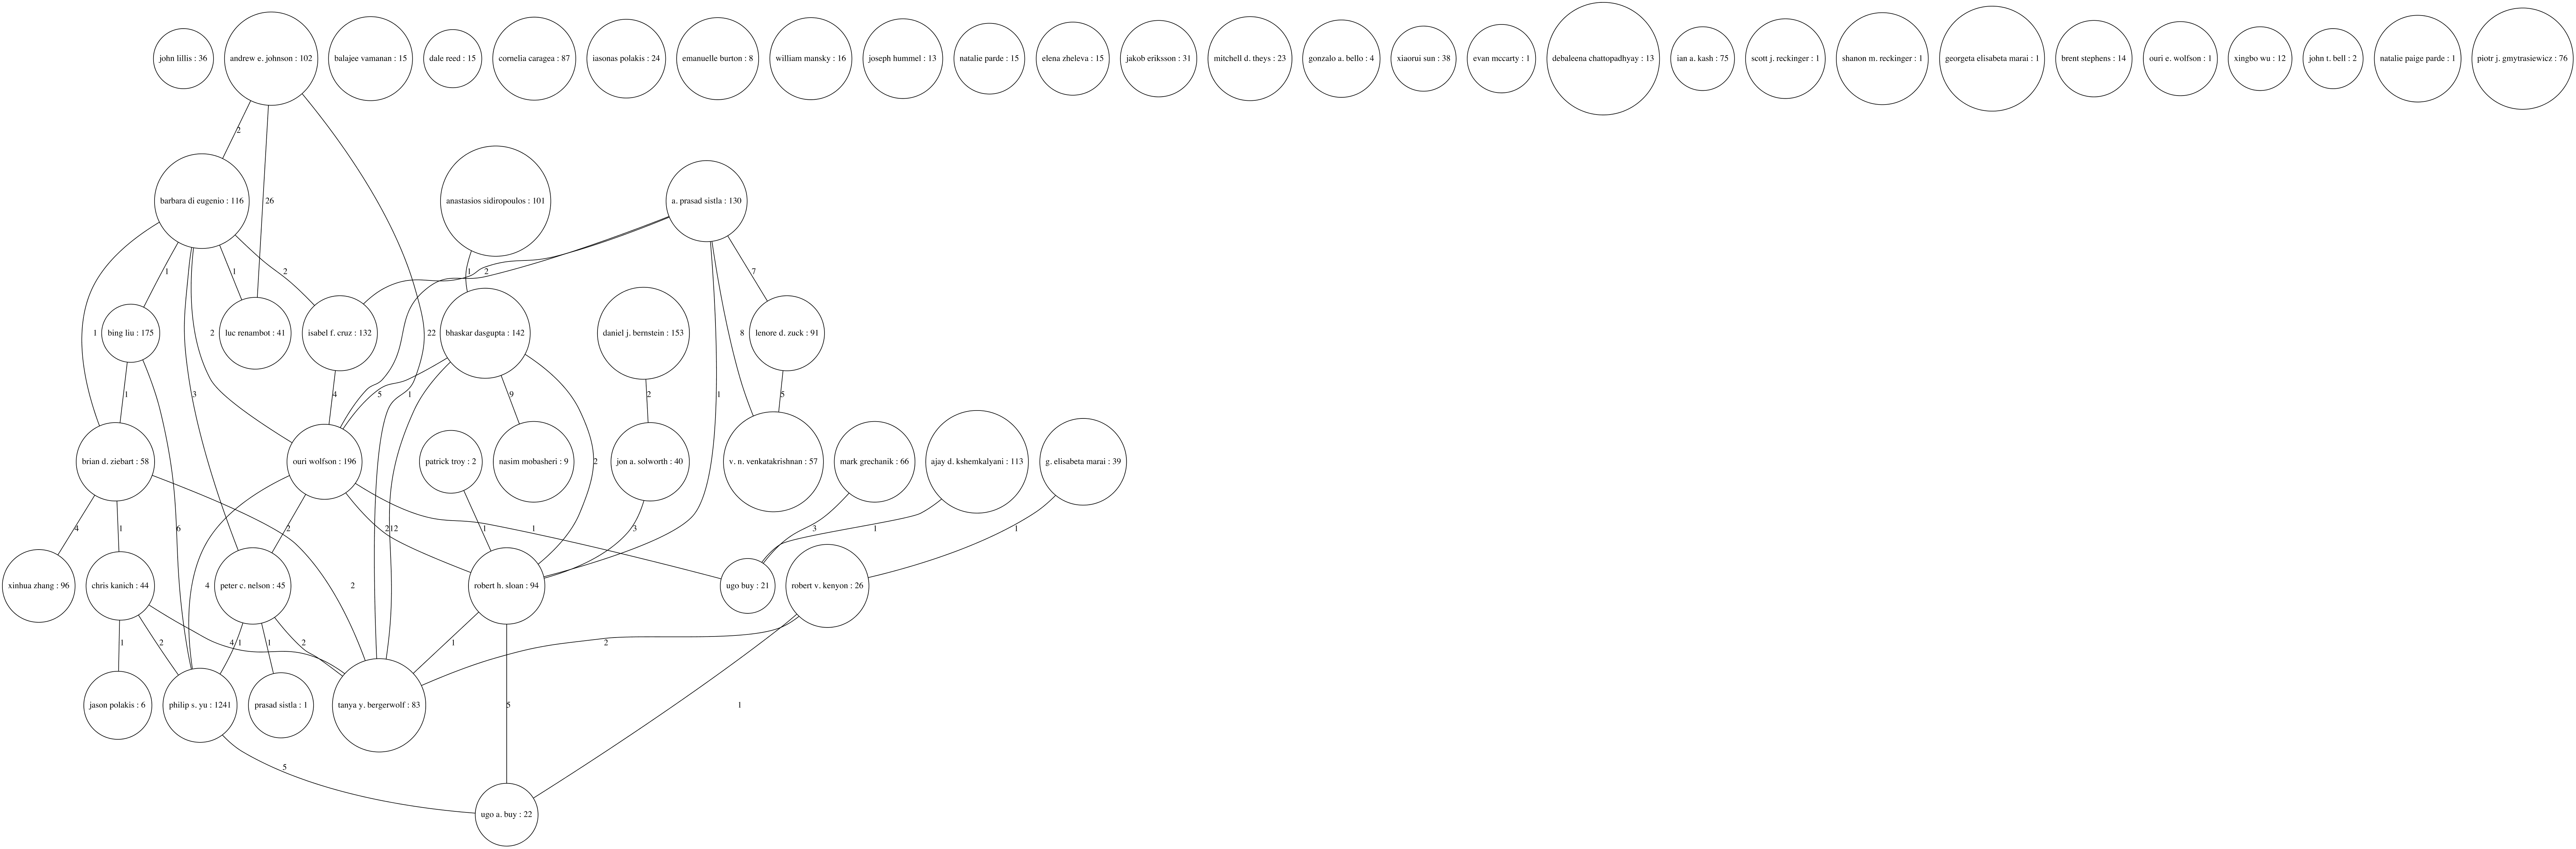 john lillis : 36
andrew e. johnson : 102
balajee vamanan : 15
dale reed : 15
cornelia caragea : 87
iasonas polakis : 24
emanuelle burton : 8
william mansky : 16
joseph hummel : 13
natalie parde : 15
elena zheleva : 15
jakob eriksson : 31
mitchell d. theys : 23
gonzalo a. bello : 4
xiaorui sun : 38
evan mccarty : 1
debaleena chattopadhyay : 13
ian a. kash : 75
scott j. reckinger : 1
shanon m. reckinger : 1
georgeta elisabeta marai : 1
brent stephens : 14
ouri e. wolfson : 1
xingbo wu : 12
john t. bell : 2
natalie paige parde : 1
piotr j. gmytrasiewicz : 76
2
barbara di eugenio : 116
26
anastasios sidiropoulos : 101
a. prasad sistla : 130
1
1
2
1
2
7
1
bing liu : 175
2
luc renambot : 41
isabel f. cruz : 132
22
bhaskar dasgupta : 142
daniel j. bernstein : 153
8
lenore d. zuck : 91
1
3
4
5
1
9
2
1
5
brian d. ziebart : 58
ouri wolfson : 196
patrick troy : 2
nasim mobasheri : 9
2
jon a. solworth : 40
v. n. venkatakrishnan : 57
mark grechanik : 66
ajay d. kshemkalyani : 113
g. elisabeta marai : 39
4
1
6
2
2
12
1
1
3
3
1
1
xinhua zhang : 96
chris kanich : 44
4
peter c. nelson : 45
2
robert h. sloan : 94
ugo buy : 21
robert v. kenyon : 26
1
2
4
1
1
2
1
2
jason polakis : 6
philip s. yu : 1241
prasad sistla : 1
tanya y. bergerwolf : 83
5
1
5
ugo a. buy : 22